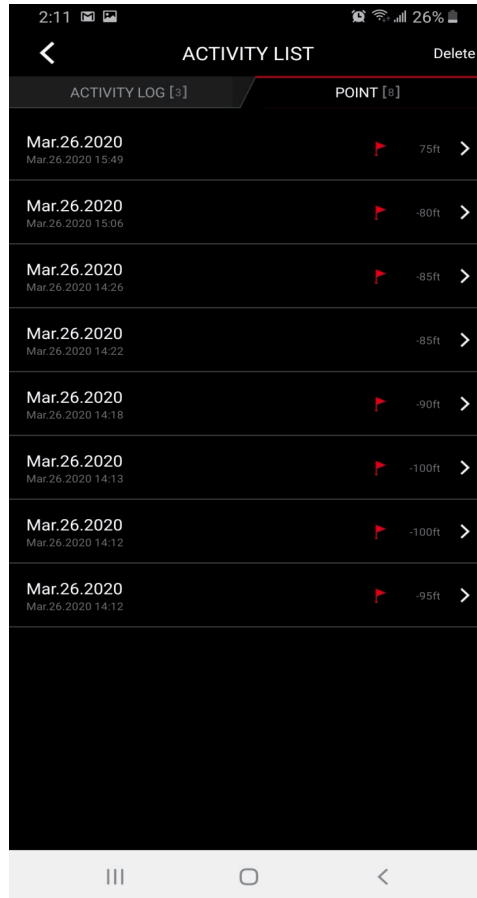 2:11 26%
ACTIVITY LIST Delete
ACTIVITY LOG [3] POINT [8]
Mar.26.2020
Mar.26.2020 15:49 75ft
Mar.26.2020
Mar.26.2020 15:06 -80ft
Mar.26.2020
Mar.26.2020 14:26 -85ft
Mar.26.2020
Mar.26.2020 14:22 -85ft
Mar.26.2020
Mar.26.2020 14:18 -90ft
Mar.26.2020
Mar.26.2020 14:13 -100ft
Mar.26.2020
Mar.26.2020 14:12 -100ft
Mar.26.2020
Mar.26.2020 14:12 -95ft